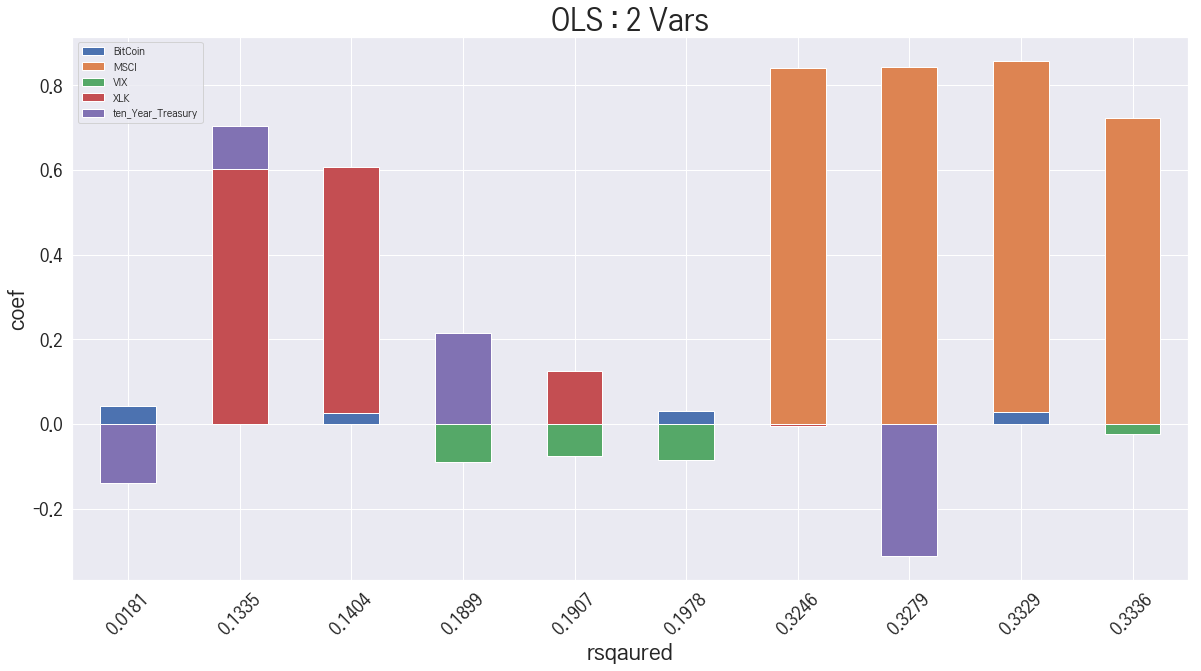 OLS : 2 Vars
BitCoin
MSCI
VIX
XLK
ten_Year_Treasury
coef
0.8
0.6
0.4
0.2
0.0
−0.2
0.0181
0.1335
0.1404
0.1899
0.1907
0.1978
0.3246
0.3279
0.3329
0.3336
rsqaured